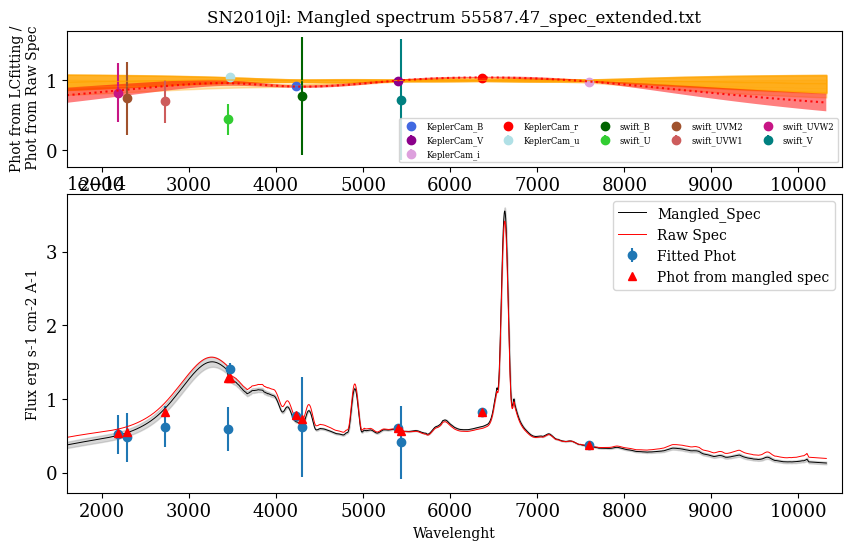 SN2010jl: Mangled spectrum 55587.47_spec_extended.txt
Phot from LCfitting /
Phot from Raw Spec
1
0
KeplerCam_B KeplerCam_r swift_B swift_UVM2 swift_UVW2
KeplerCam_V KeplerCam_u swift_U swift_UVW1 swift_V
KeplerCam_i
2000 3000 4000 5000 6000 7000 8000 9000 10000
Flux erg s-1 cm-2 A-1
3
2
1
0
Mangled_Spec
Raw Spec
Fitted Phot
Phot from mangled spec
2000 3000 4000 5000 6000 7000 8000 9000 10000
Wavelenght